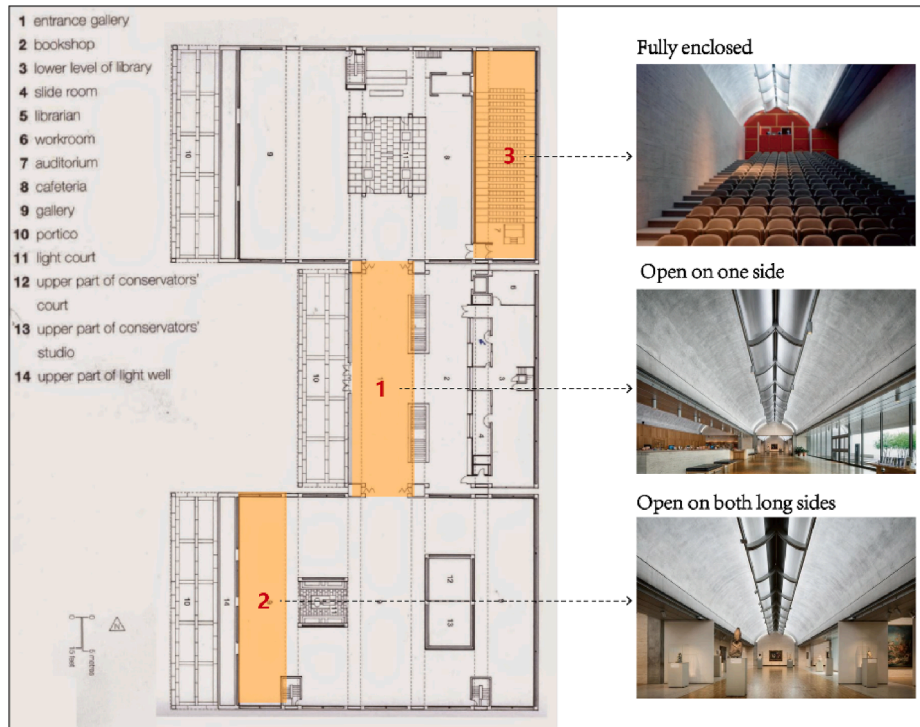 1 entrance gallery
2 bookshop
3 lower level of library
4 slide room
5 librarian
6 workroom
7 auditorium
8 cafeteria
9 gallery
10 portico
11 light court
12 upper part of conservators'
court
13 upper part of conservators'
studio
14 upper part of light well
10
9
11
8
7
3
10
1
2
3
4
6
10
14
2
11
9
12
13
Fully enclosed
Open on one side
Open on both long sides